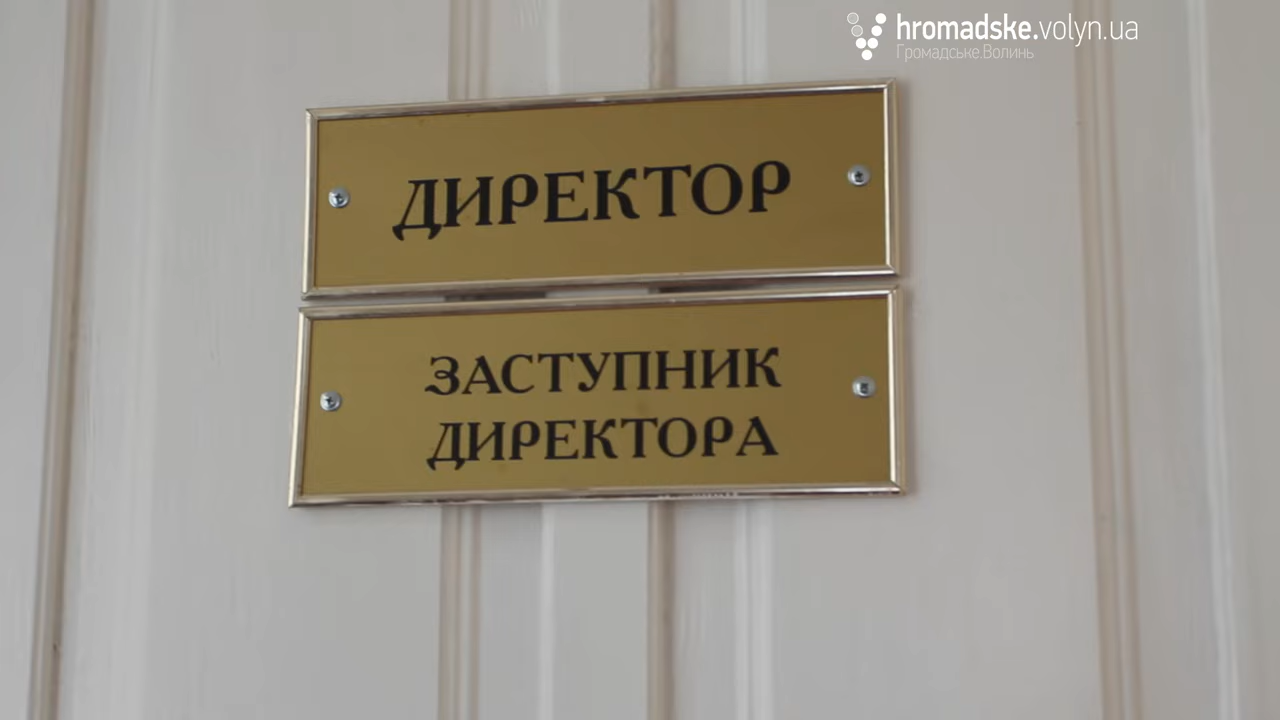 hromadske.volyn.ua
Громадське.Волинь
ДИРЕКТОР
ЗАСТУПНИК
ДИРЕКТОРА